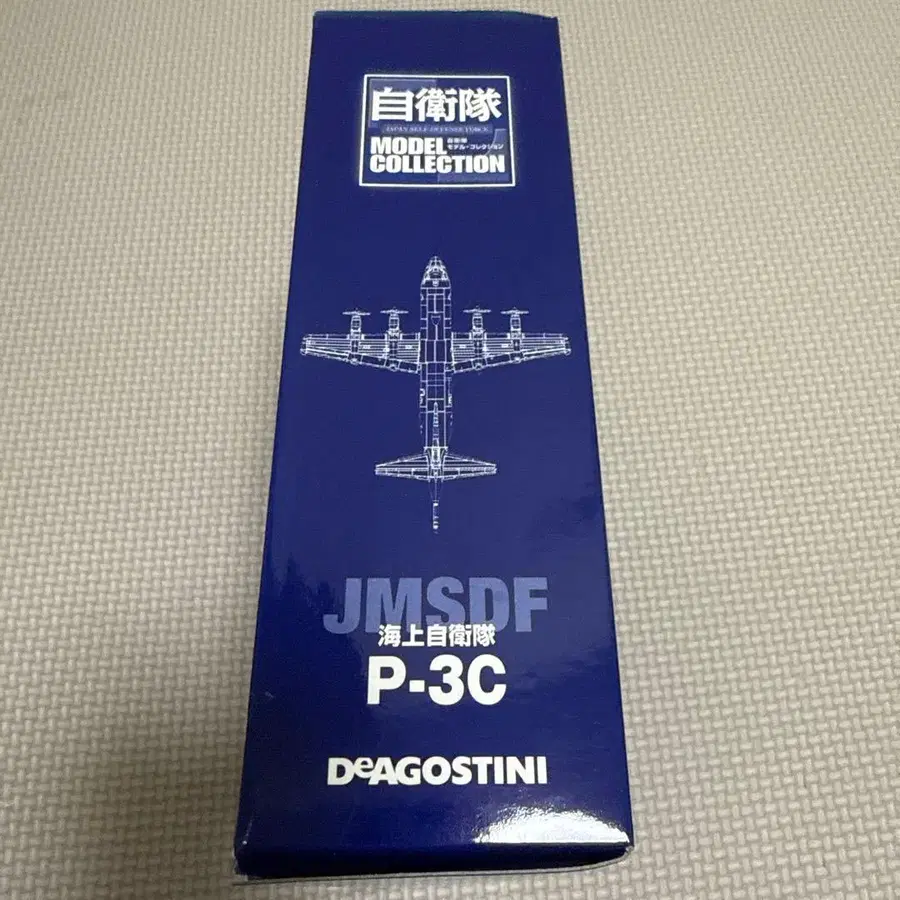 自衛隊
JAPAN SELF-DEFENSE FORCE
MODEL 自衛隊
COLLECTION モデル・コレクション
JMSDF
海上自衛隊
P-3C
DeAGOSTINI